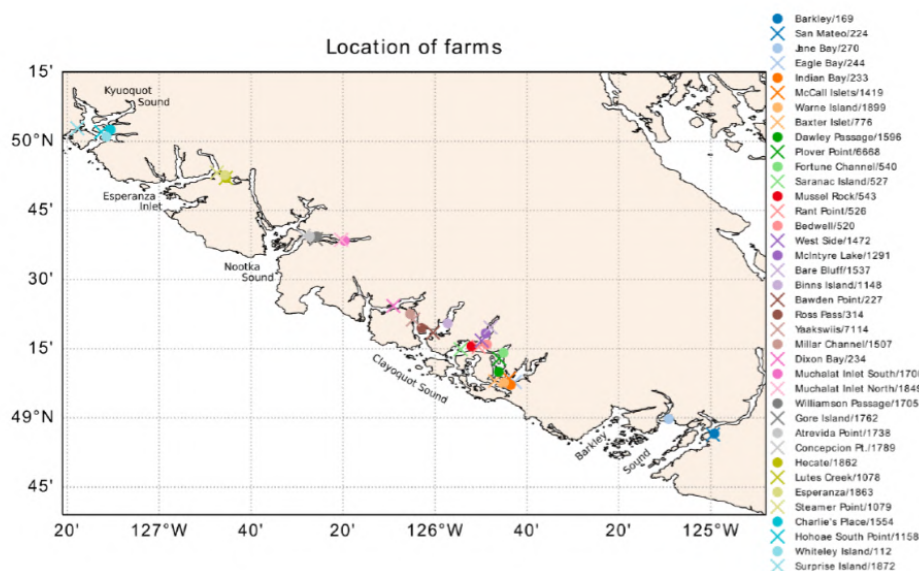 Location of farms
15'
50°N
45'
30'
15'
49°N
45'
20'
127°W
40'
20'
126°W
40'
20'
125°W
Kyuoquot
Sound
Esperanza
Inlet
Nootka
Sound
Clayoquot Sound
Barkley
Sound
Barkley/169
San Mateo/224
Jane Bay/270
Eagle Bay/244
Indian Bay/233
McCall Islets/1419
Warne Island/1899
Baxter Islet/776
Dawley Passage/1596
Plover Point/6668
Fortune Channel/540
Saranac Island/527
Mussel Rock/543
Rant Point/526
Bedwell/520
West Side/1472
McIntyre Lake/1291
Bare Bluff/1537
Binns Island/1148
Bawden Point/227
Ross Pass/314
Yaakswiis/7114
Millar Channel/1507
Dixon Bay/234
Muchalat Inlet South/170
Muchalat Inlet North/1849
Williamson Passage/1705
Gore Island/1762
Atrevida Point/1738
Concepcion Pt./1789
Hecate/1862
Lutes Creek/1078
Esperanza/1863
Steamer Point/1079
Charlie's Place/1554
Hohoae South Point/1158
Whiteley Island/112
Surprise Island/1872